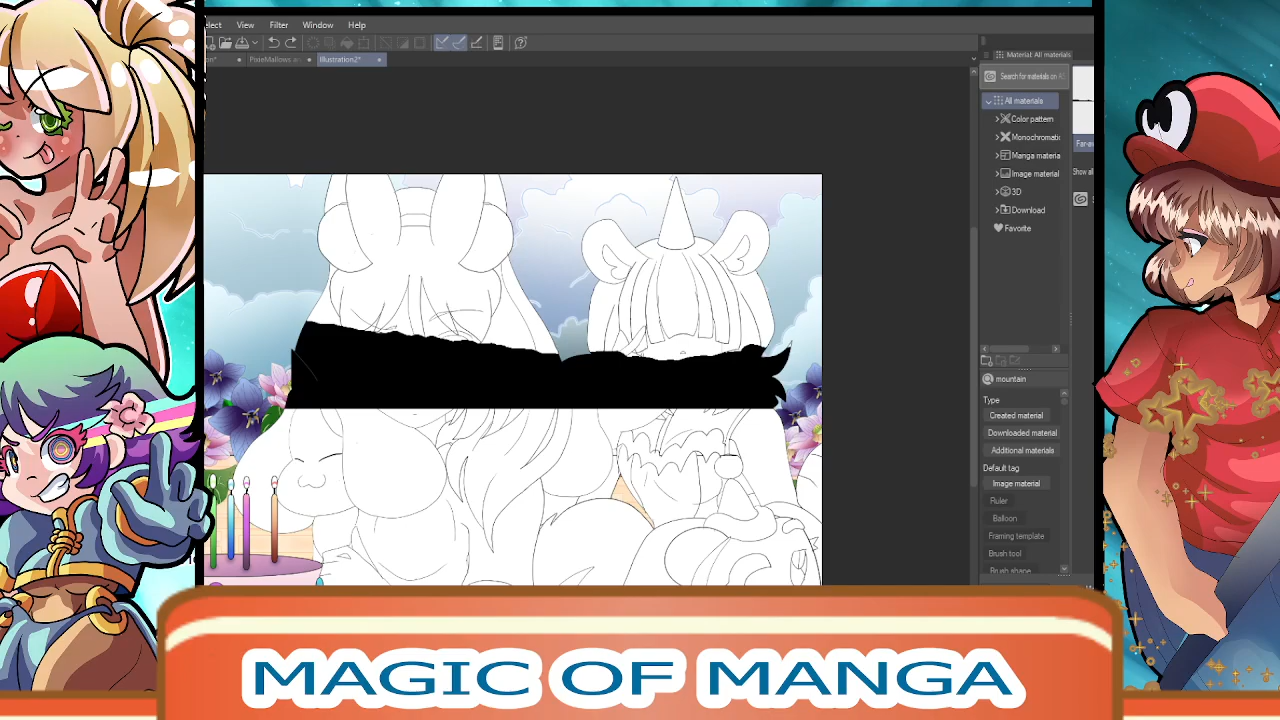 View Filter Window Help
PixieMallows
Illustration2*
Material: All materials
Search for materials on
All materials
Color pattern
Monochromatic
Manga materia
Image material
3D
Download
Favorite
Show all
mountain
Type
Created material
Downloaded material
Additional materials
Default tag
Image material
Ruler
Balloon
Framing template
Brush tool
Brush shape
MAGIC OF MANGA